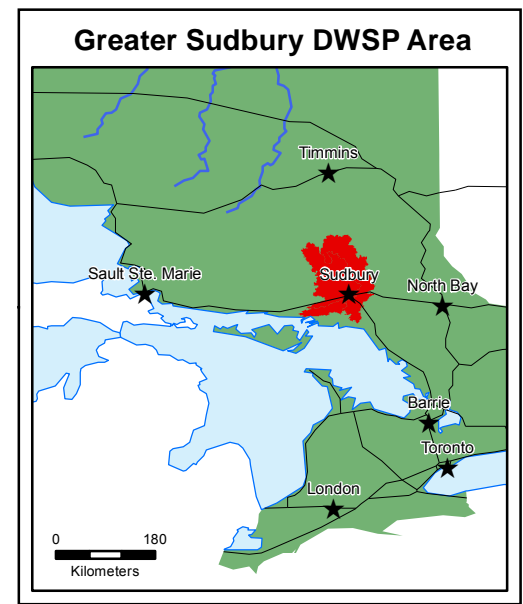 Greater Sudbury DWSP Area
Timmins
Sault Ste. Marie
Sudbury
North Bay
Barrie
Toronto
London
0 180
Kilometers